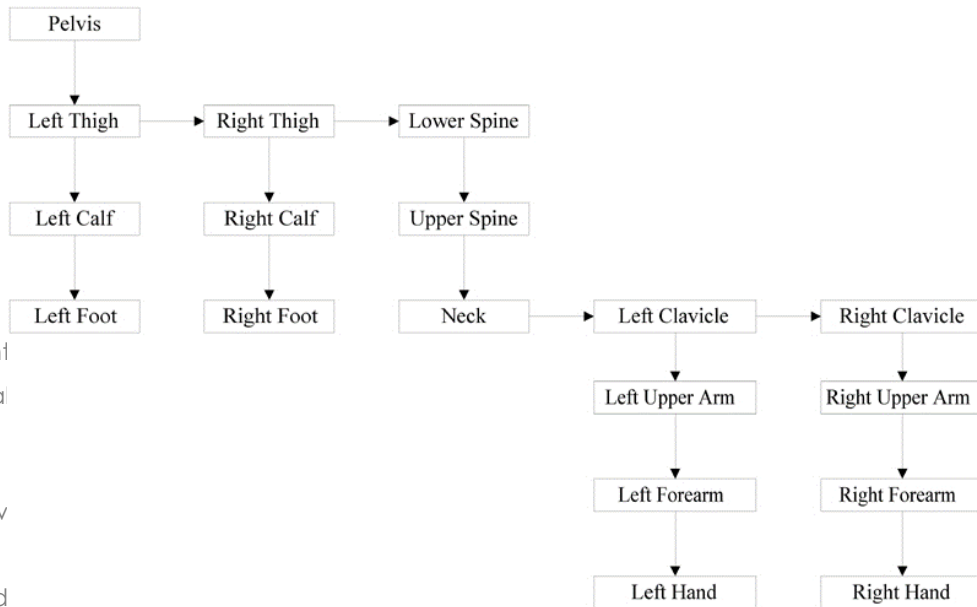 Pelvis
Left Thigh
Right Thigh
Lower Spine
Left Calf
Right Calf
Upper Spine
Left Foot
Right Foot
Neck
Left Clavicle
Right Clavicle
Left Upper Arm
Right Upper Arm
Left Forearm
Right Forearm
Left Hand
Right Hand